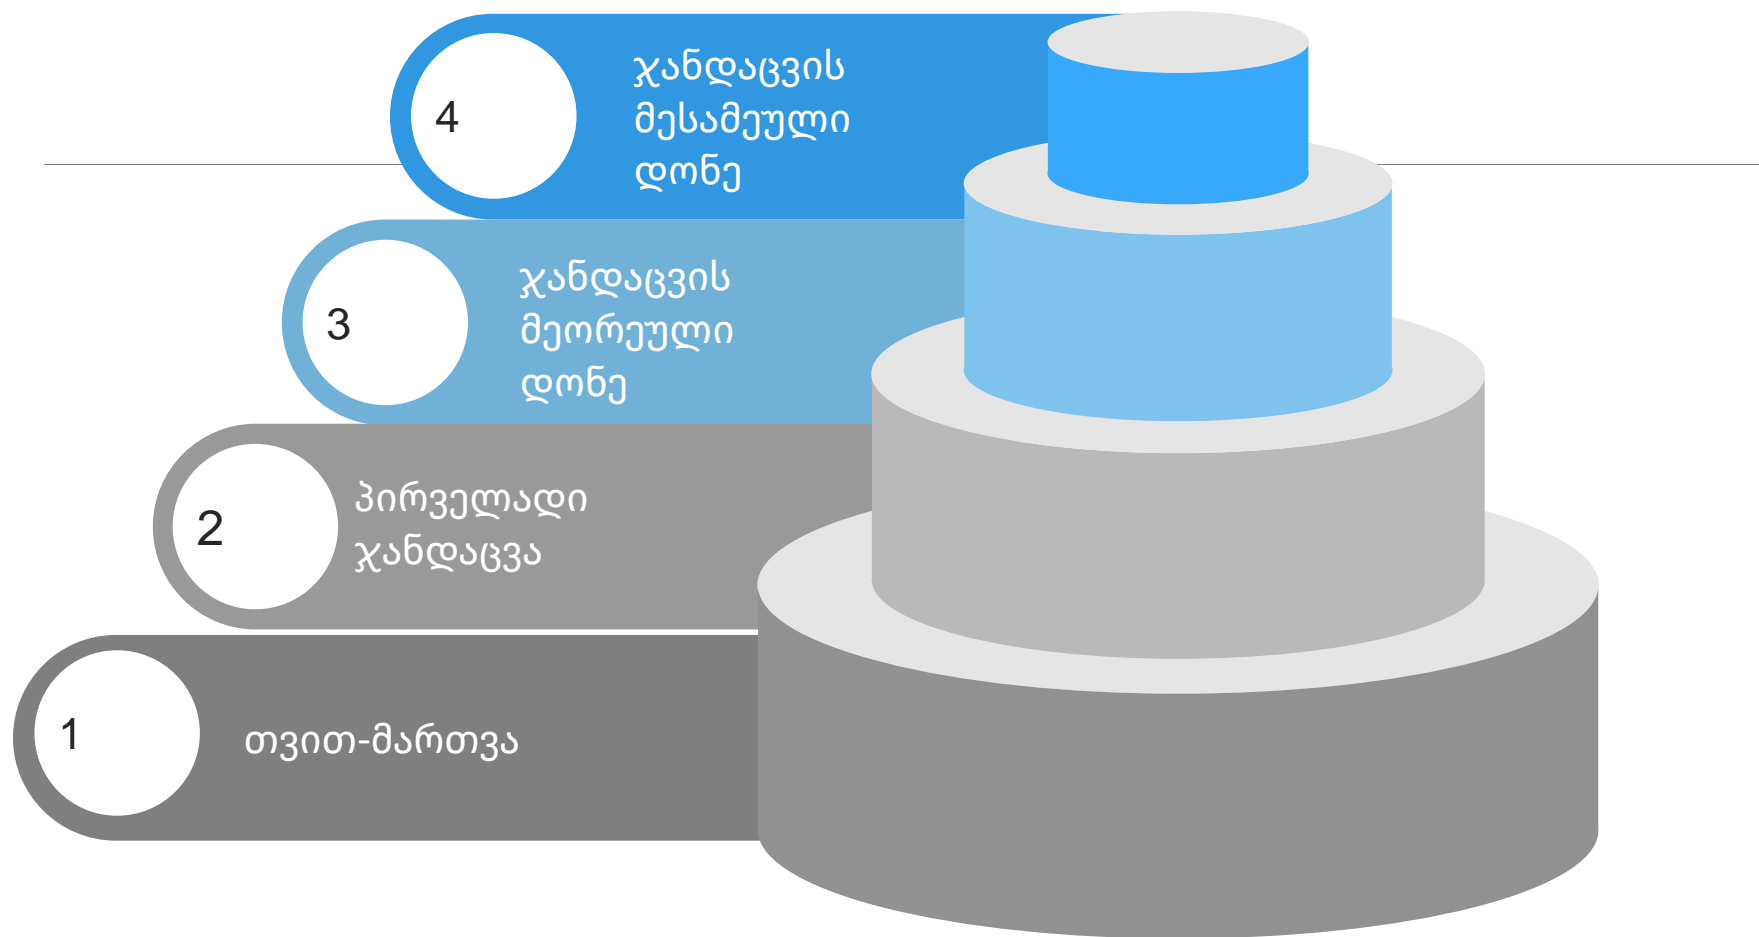 4
ჯანდაცვის
მესამეული
დონე
3
ჯანდაცვის
მეორეული
დონე
2
პირველადი
ჯანდაცვა
1
თვით-მართვა